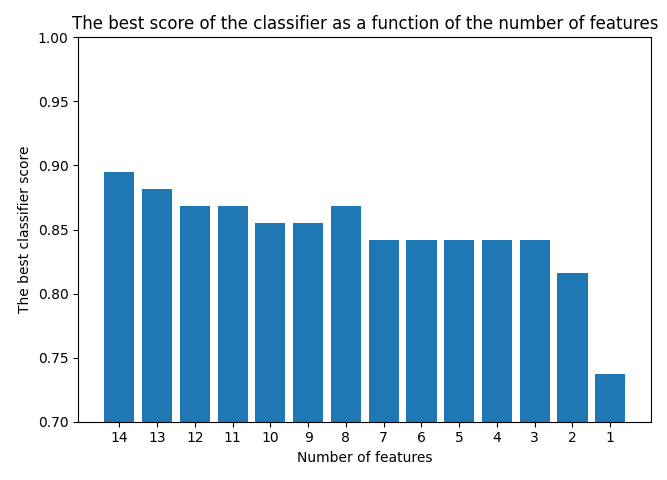 The best score of the classifier as a function of the number of features
1.00
0.95
0.90
0.85
0.80
0.75
0.70
The best classifier score
14 13 12 11 10 9 8 7 6 5 4 3 2 1
Number of features